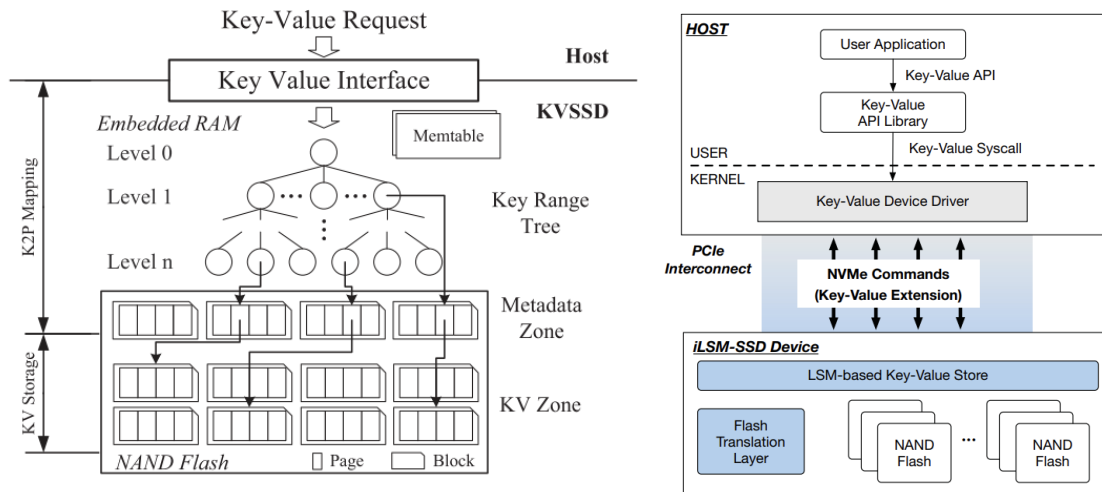 Key-Value Request
Host
Key Value Interface
KVSSD
Embedded RAM
Memtable
Level 0
Level 1
Key Range
Tree
Level n
K2P Mapping
Metadata
Zone
KV Storage
KV Zone
NAND Flash
Page
Block
HOST
User Application
Key-Value API
Key-Value
API Library
Key-Value Syscall
USER
KERNEL
Key-Value Device Driver
PCIe
Interconnect
NVMe Commands
(Key-Value Extension)
iLSM-SSD Device
LSM-based Key-Value Store
Flash
Translation
Layer
NAND
Flash
...
NAND
Flash